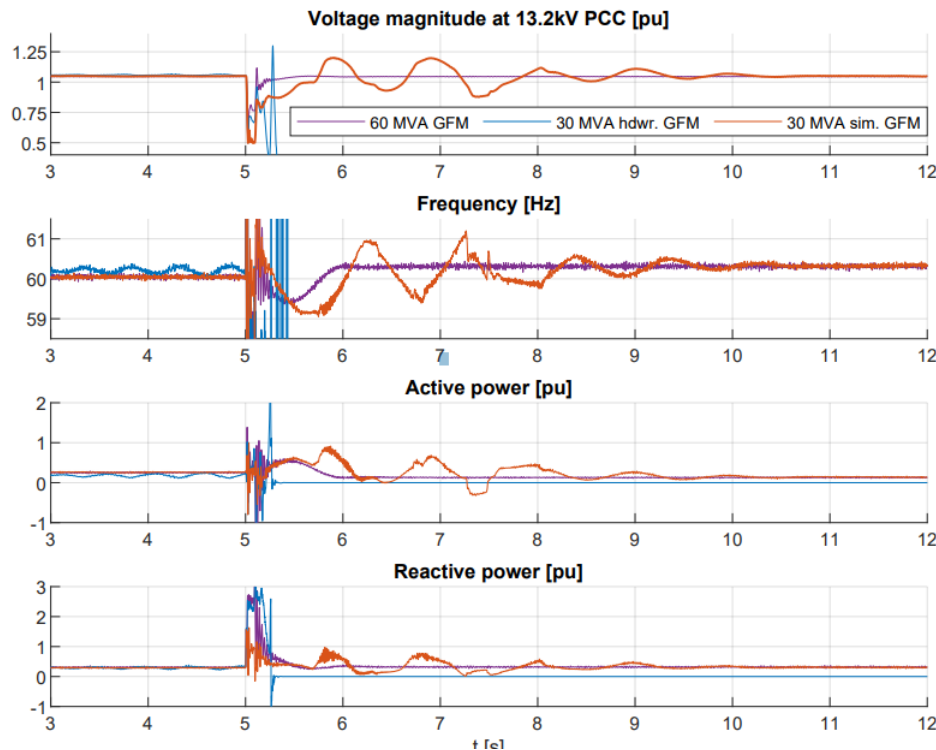 Voltage magnitude at 13.2kV PCC [pu]
1.25
1
0.75
0.5
60 MVA GFM 30 MVA hdwr. GFM 30 MVA sim. GFM
3 4 5 6 7 8 9 10 11 12
Frequency [Hz]
61
60
59
3 4 5 6 7 8 9 10 11 12
Active power [pu]
2
1
0
-1
3 4 5 6 7 8 9 10 11 12
Reactive power [pu]
3
2
1
0
-1
3 4 5 6 7 8 9 10 11 12
t [s]